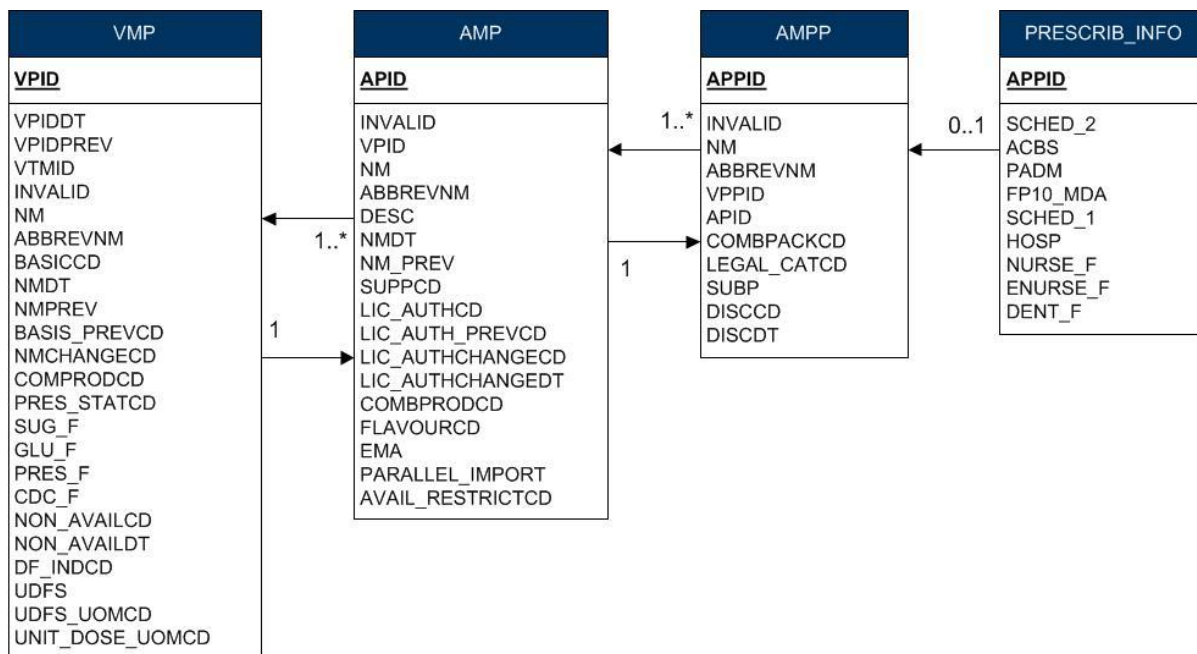 VMP
VPID
VPIDDT
VPIDPREV
VTMID
INVALID
NM
ABBREVNM
BASICCD
NMDT
NMPREV
BASIS_PREVCD
NMCHANGECD
COMPRODCD
PRES_STATCD
SUG_F
GLU_F
PRES_F
CDC_F
NON_AVAILCD
NON_AVAILDT
DF_INDCD
UDFS
UDFS_UOMCD
UNIT_DOSE_UOMCD
1..*
1
AMP
APID
INVALID
VPID
NM
ABBREVNM
DESC
NMDT
NM_PREV
SUPPCD
LIC_AUTHCD
LIC_AUTH_PREVCD
LIC_AUTHCHANGECD
LIC_AUTHCHANGEDT
COMBPRODCD
FLAVOURCD
EMA
PARALLEL_IMPORT
AVAIL_RESTRICTCD
1..*
1
AMPP
APPID
INVALID
NM
ABBREVNM
VPPID
APID
COMBPACKCD
LEGAL_CATCD
SUBP
DISCCD
DISCDT
0..1
PRESCRIB_INFO
APPID
SCHED_2
ACBS
PADM
FP10_MDA
SCHED_1
HOSP
NURSE_F
ENURSE_F
DENT_F